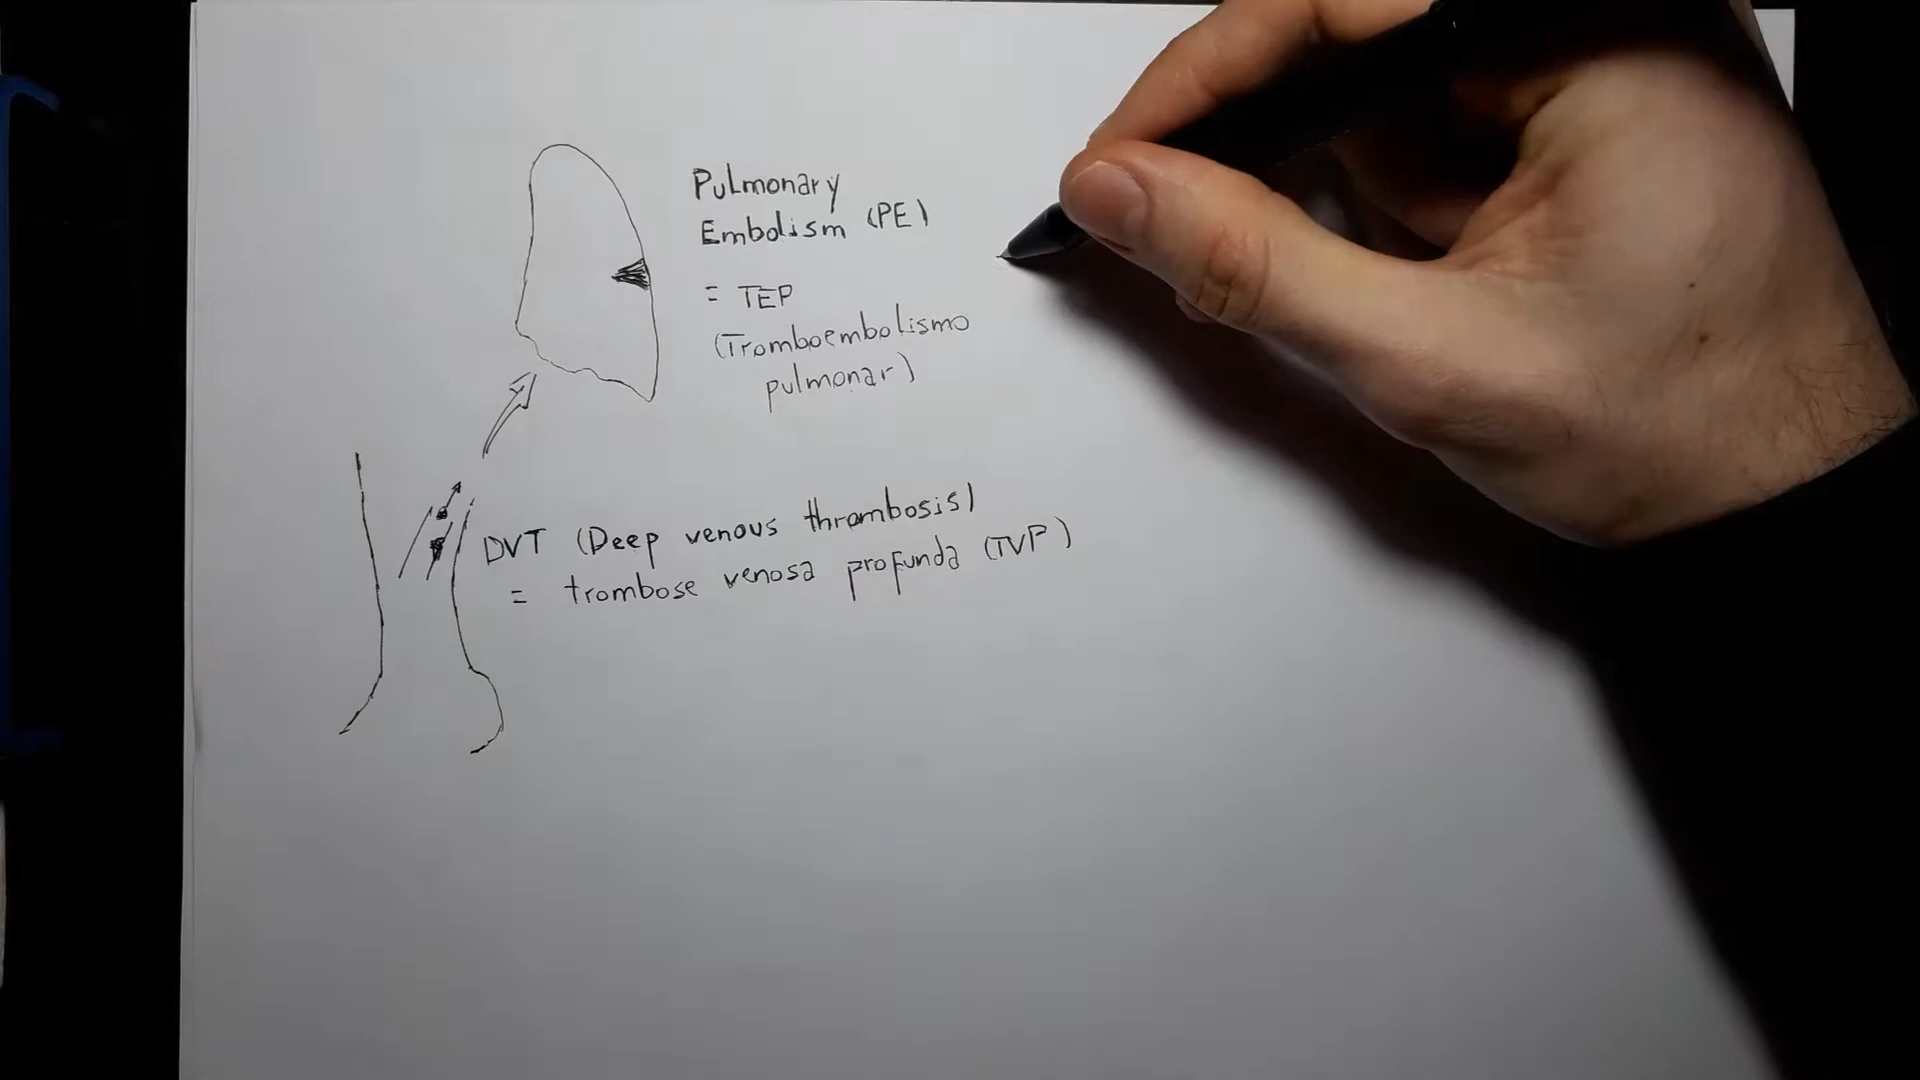 Pulmonary
Embolism (PE)
= TEP
(Tromboembolismo
pulmonar)
DVT (Deep venous thrombosis)
= trombose venosa profunda (TVP)